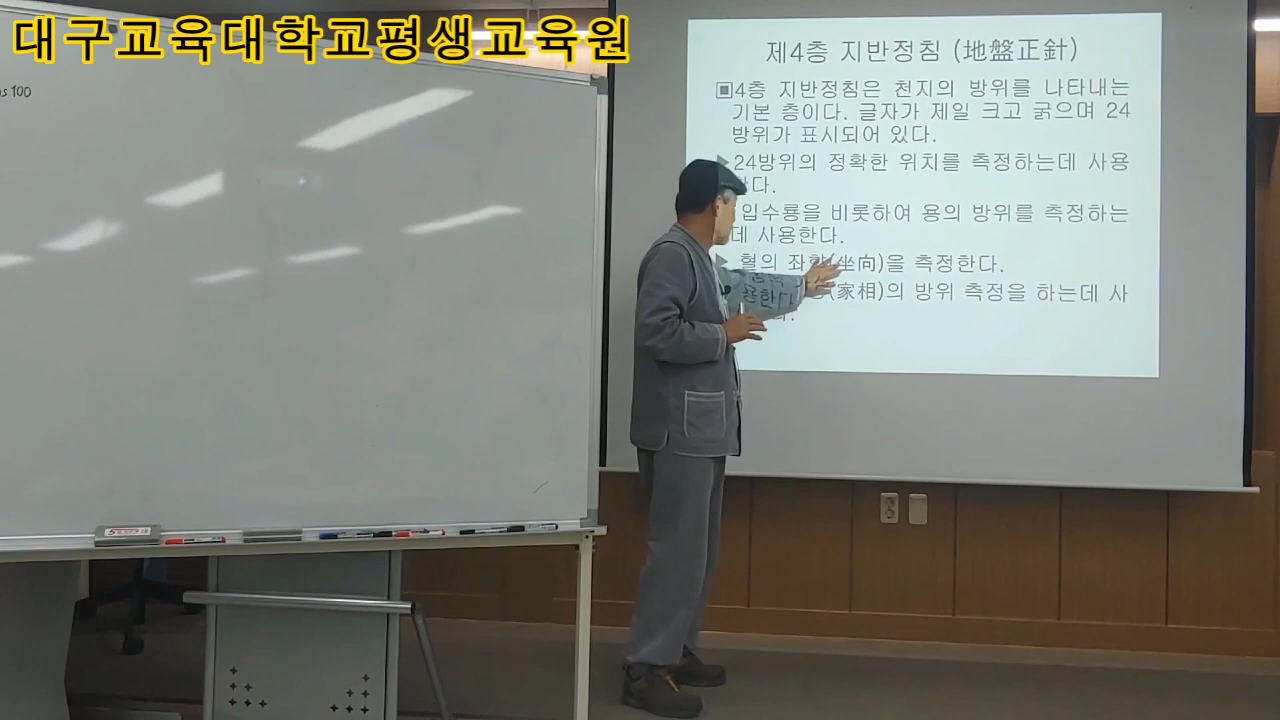 대구교육대학교평생교육원
100
제4층 지반정침 (地盤正針)
▣4층 지반정침은 천지의 방위를 나타내는
기본 층이다. 글자가 제일 크고 굵으며 24
방위가 표시되어 있다.
24방위의 정확한 위치를 측정하는데 사용
다.
입수룡을 비롯하여 용의 방위를 측정하는
데 사용한다.
혈의 좌향(坐向)을 측정한다.
(家相)의 방위 측정을 하는데 사